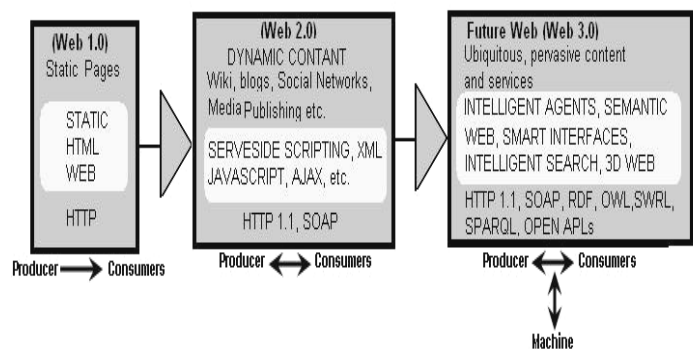 (Web 1.0)
Static Pages
STATIC
HTML
WEB
HTTP
Producer Consumers
(Web 2.0)
DYNAMIC CONTANT
Wiki, blogs, Social Networks,
Media Publishing etc.
SERVESIDE SCRIPTING, XML
JAVASCRIPT, AJAX, etc.
HTTP 1.1, SOAP
Producer Consumers
Future Web (Web 3.0)
Ubiquitous, pervasive content
and services
INTELLIGENT AGENTS, SEMANTIC
WEB, SMART INTERFACES,
INTELLIGENT SEARCH, 3D WEB
HTTP 1.1, SOAP, RDF, OWL,SWRL,
SPARQL, OPEN APLs
Producer Consumers
Machine